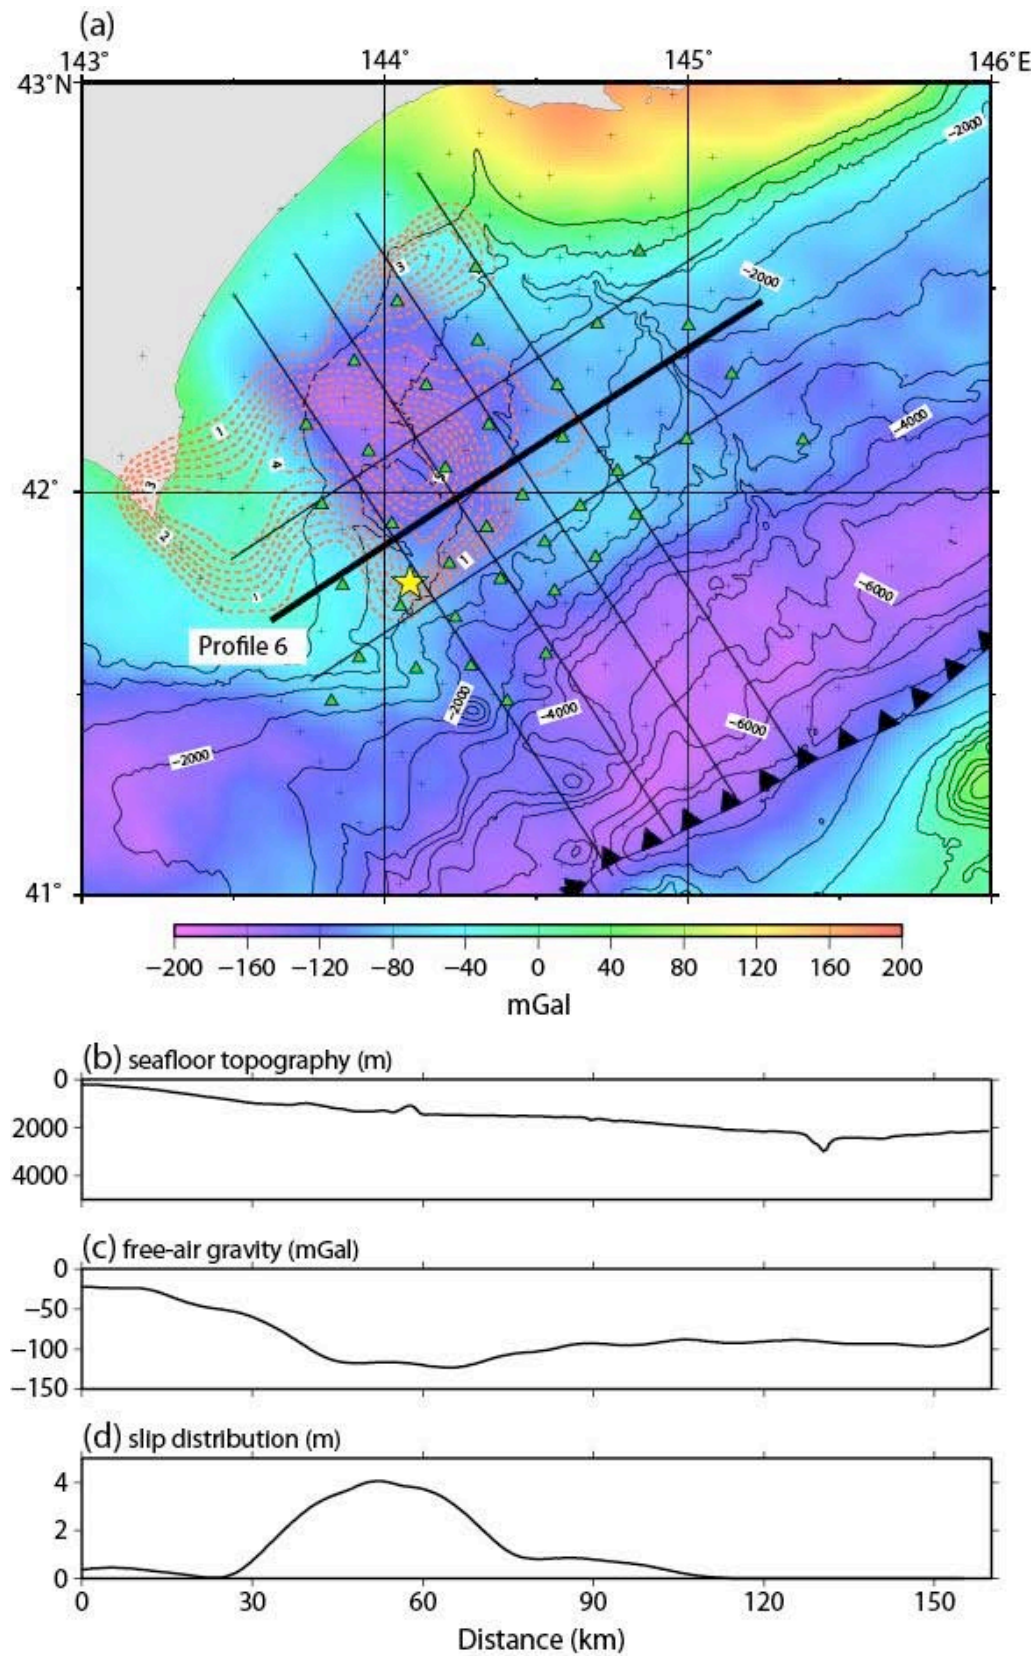 (a)
143° 144° 145° 146°E
43°N
−2000
3
−2000
1
−4000
4
3
42°
2
1
1
−6000
Profile 6
−2000
−4000
−6000
−2000
41°
−200 −160 −120 −80 −40 0 40 80 120 160 200
mGal
(b) seafloor topography (m)
0
2000
4000
(c) free-air gravity (mGal)
0
−50
−100
−150
(d) slip distribution (m)
4
2
0
0 30 60 90 120 150
Distance (km)